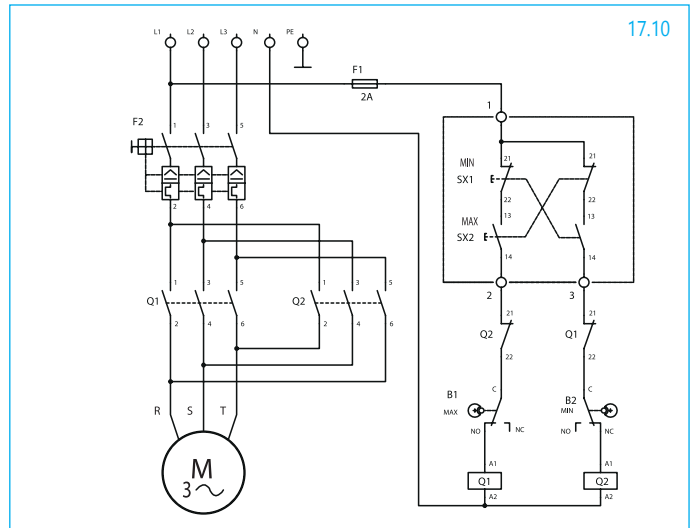 17.10
L1 L2 L3 N PE
F1
2A
F2
1 3 5
2 4 6
1
MIN
SX1
21 21
22 22
MAX
SX2
13 13
14 14
2 3
Q1
1 3 5
2 4 6
Q2
1 3 5
2 4 6
Q2
21
22
Q1
21
22
R S T
M
3
B1
MAX
C
NO NC
B2
MIN
C
NO NC
A1
Q1
A2
A1
Q2
A2